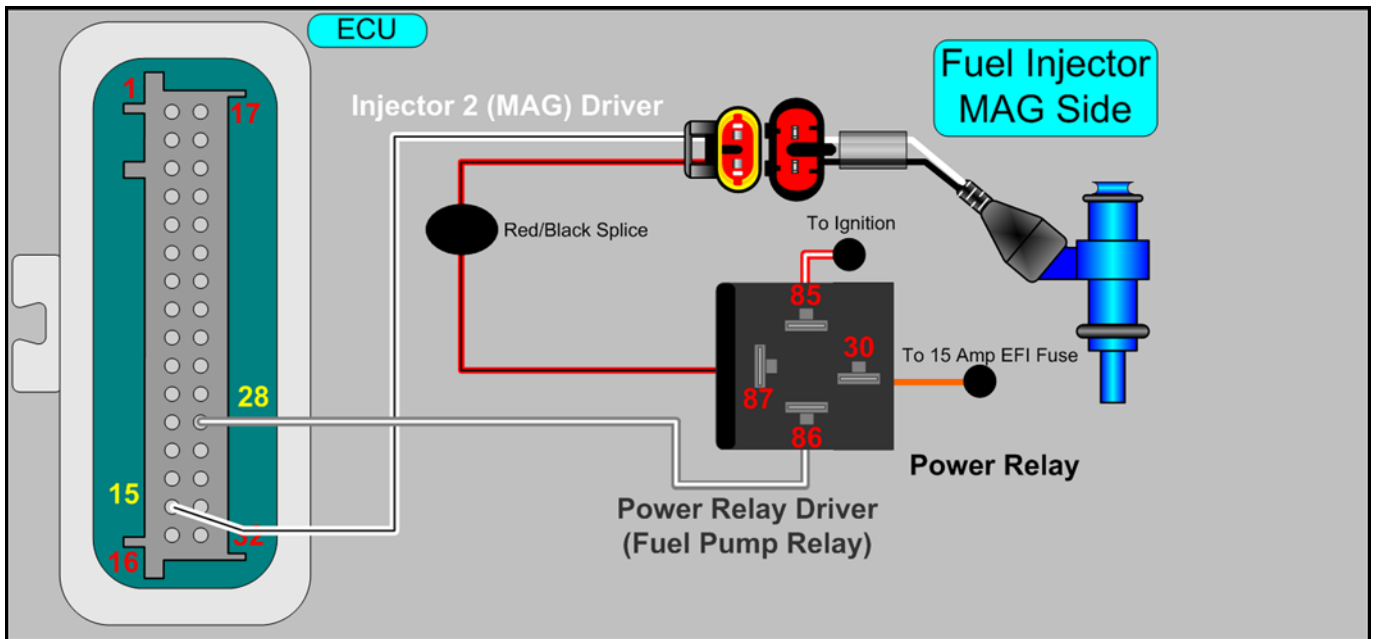 ECU
Fuel Injector
MAG Side
1
17
Injector 2 (MAG) Driver
Red/Black Splice
To Ignition
85
30
To 15 Amp EFI Fuse
87
86
28
Power Relay
15
Power Relay Driver
(Fuel Pump Relay)
32
16